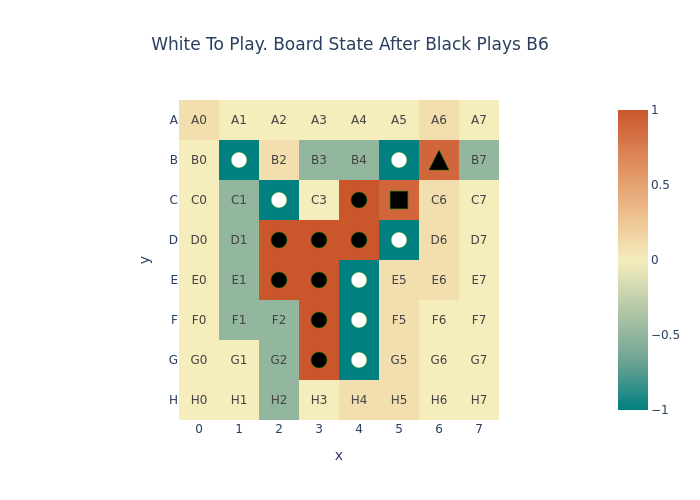 White To Play. Board State After Black Plays B6
A A0 A1 A2 A3 A4 A5 A6 A7 1
B B0 B2 B3 B4 B7
C C0 C1 C3 C6 C7 0.5
D D0 D1 D6 D7
y 0
E E0 E1 E5 E6 E7
F F0 F1 F2 F5 F6 F7 −0.5
G G0 G1 G2 G5 G6 G7
H H0 H1 H2 H3 H4 H5 H6 H7 −1
0 1 2 3 4 5 6 7
x